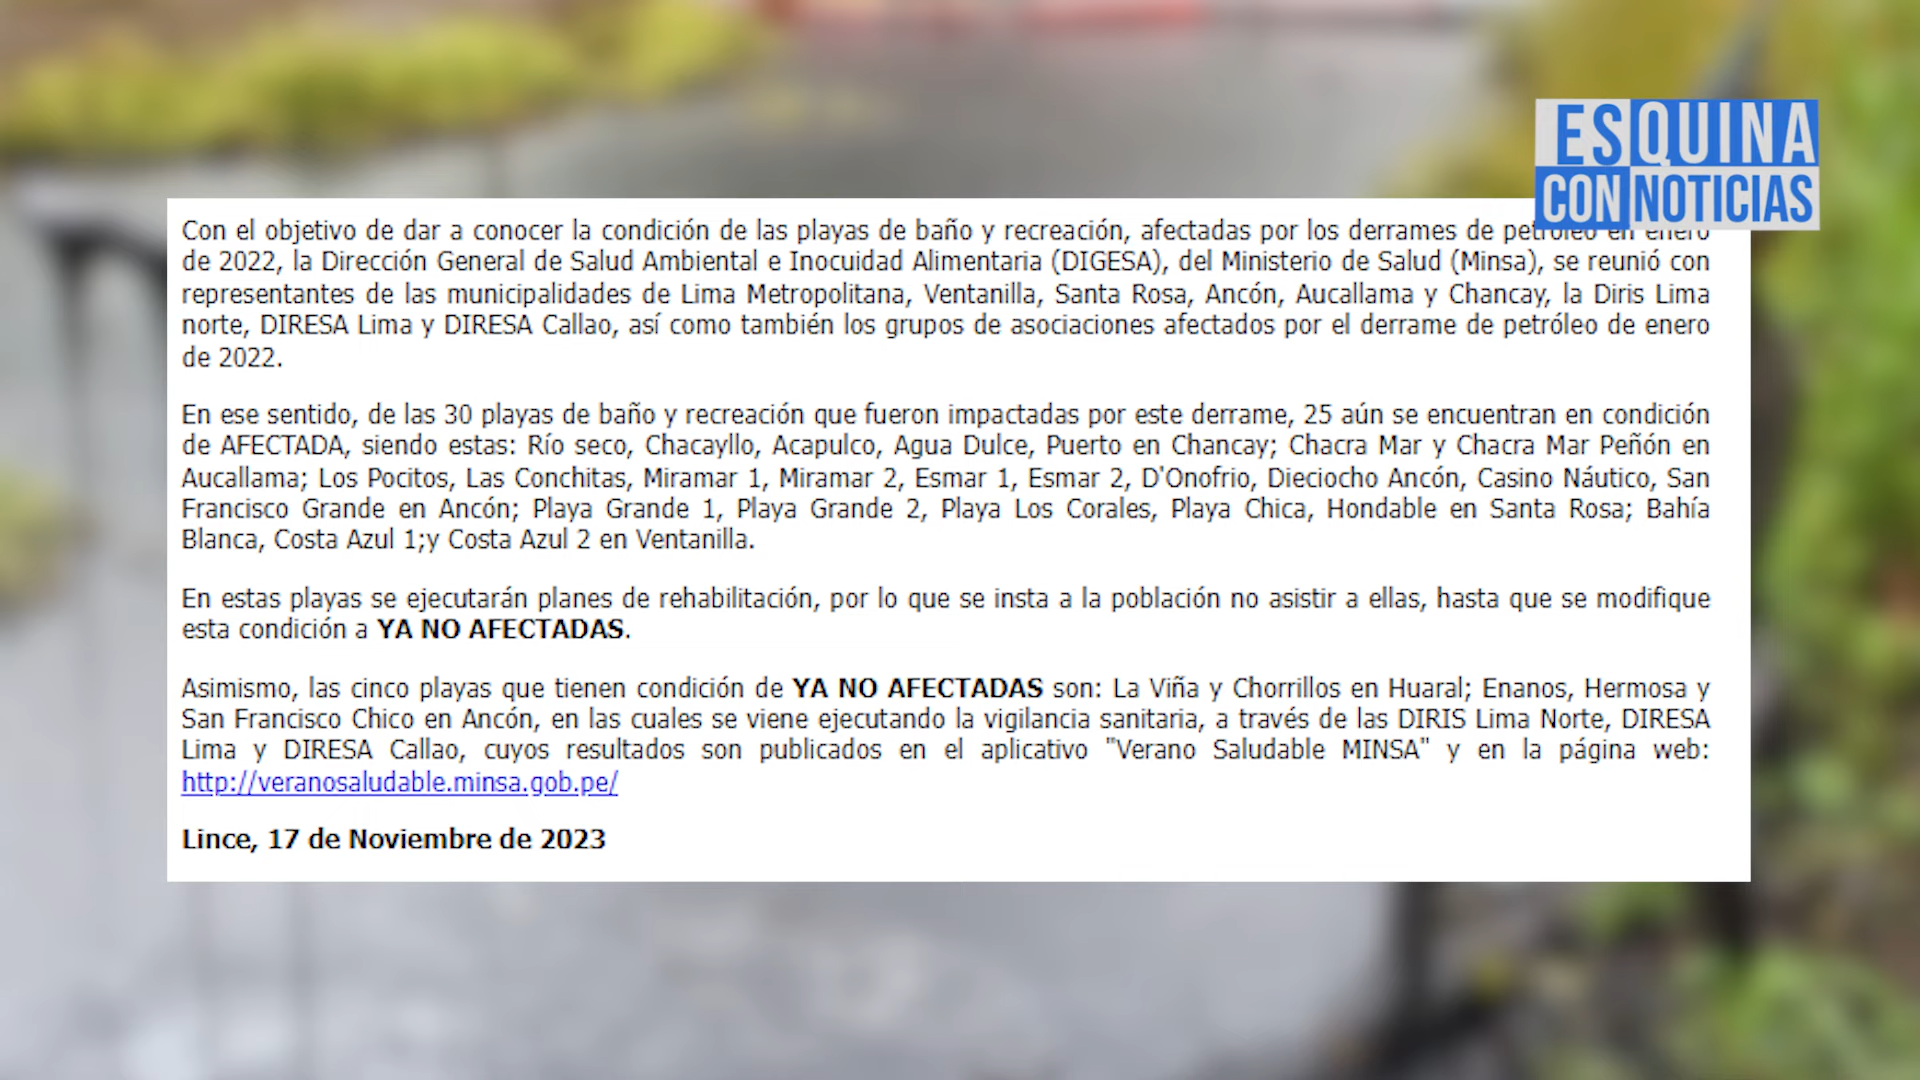 ESQUINA
CON NOTICIAS
Con el objetivo de dar a conocer la condición de las playas de baño y recreación, afectadas por los derrames de petróleo en enero
de 2022, la Dirección General de Salud Ambiental e Inocuidad Alimentaria (DIGESA), del Ministerio de Salud (Minsa), se reunió con
representantes de las municipalidades de Lima Metropolitana, Ventanilla, Santa Rosa, Ancón, Aucallama y Chancay, la Diris Lima
norte, DIRESA Lima y DIRESA Callao, así como también los grupos de asociaciones afectados por el derrame de petróleo de enero
de 2022.
En ese sentido, de las 30 playas de baño y recreación que fueron impactadas por este derrame, 25 aún se encuentran en condición
de AFECTADA, siendo estas: Río seco, Chacayllo, Acapulco, Agua Dulce, Puerto en Chancay; Chacra Mar y Chacra Mar Peñón en
Aucallama; Los Pocitos, Las Conchitas, Miramar 1, Miramar 2, Esmar 1, Esmar 2, D'Onofrio, Dieciocho Ancón, Casino Náutico, San
Francisco Grande en Ancón; Playa Grande 1, Playa Grande 2, Playa Los Corales, Playa Chica, Hondable en Santa Rosa; Bahía
Blanca, Costa Azul 1;y Costa Azul 2 en Ventanilla.
En estas playas se ejecutarán planes de rehabilitación, por lo que se insta a la población no asistir a ellas, hasta que se modifique
esta condición a YA NO AFECTADAS.
Asimismo, las cinco playas que tienen condición de YA NO AFECTADAS son: La Viña y Chorrillos en Huaral; Enanos, Hermosa y
San Francisco Chico en Ancón, en las cuales se viene ejecutando la vigilancia sanitaria, a través de las DIRIS Lima Norte, DIRESA
Lima y DIRESA Callao, cuyos resultados son publicados en el aplicativo "Verano Saludable MINSA" y en la página web:
http://veranosaludable.minsa.gob.pe/
Lince, 17 de Noviembre de 2023